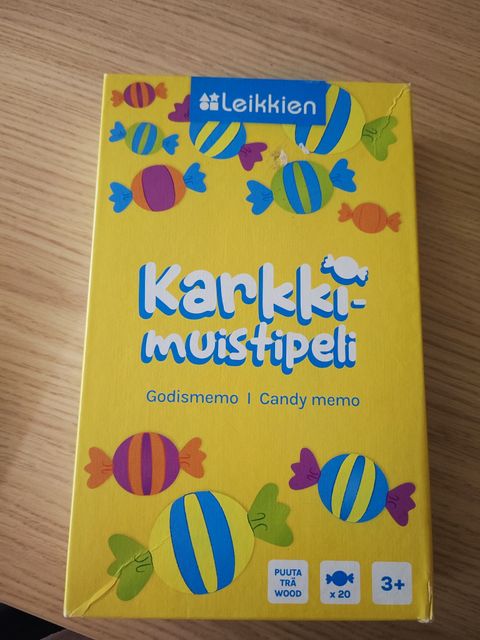 Leikkien
Karkki-
muistipeli
Godismemo | Candy memo
PUUTA
TRÄ
WOOD
x 20
3+